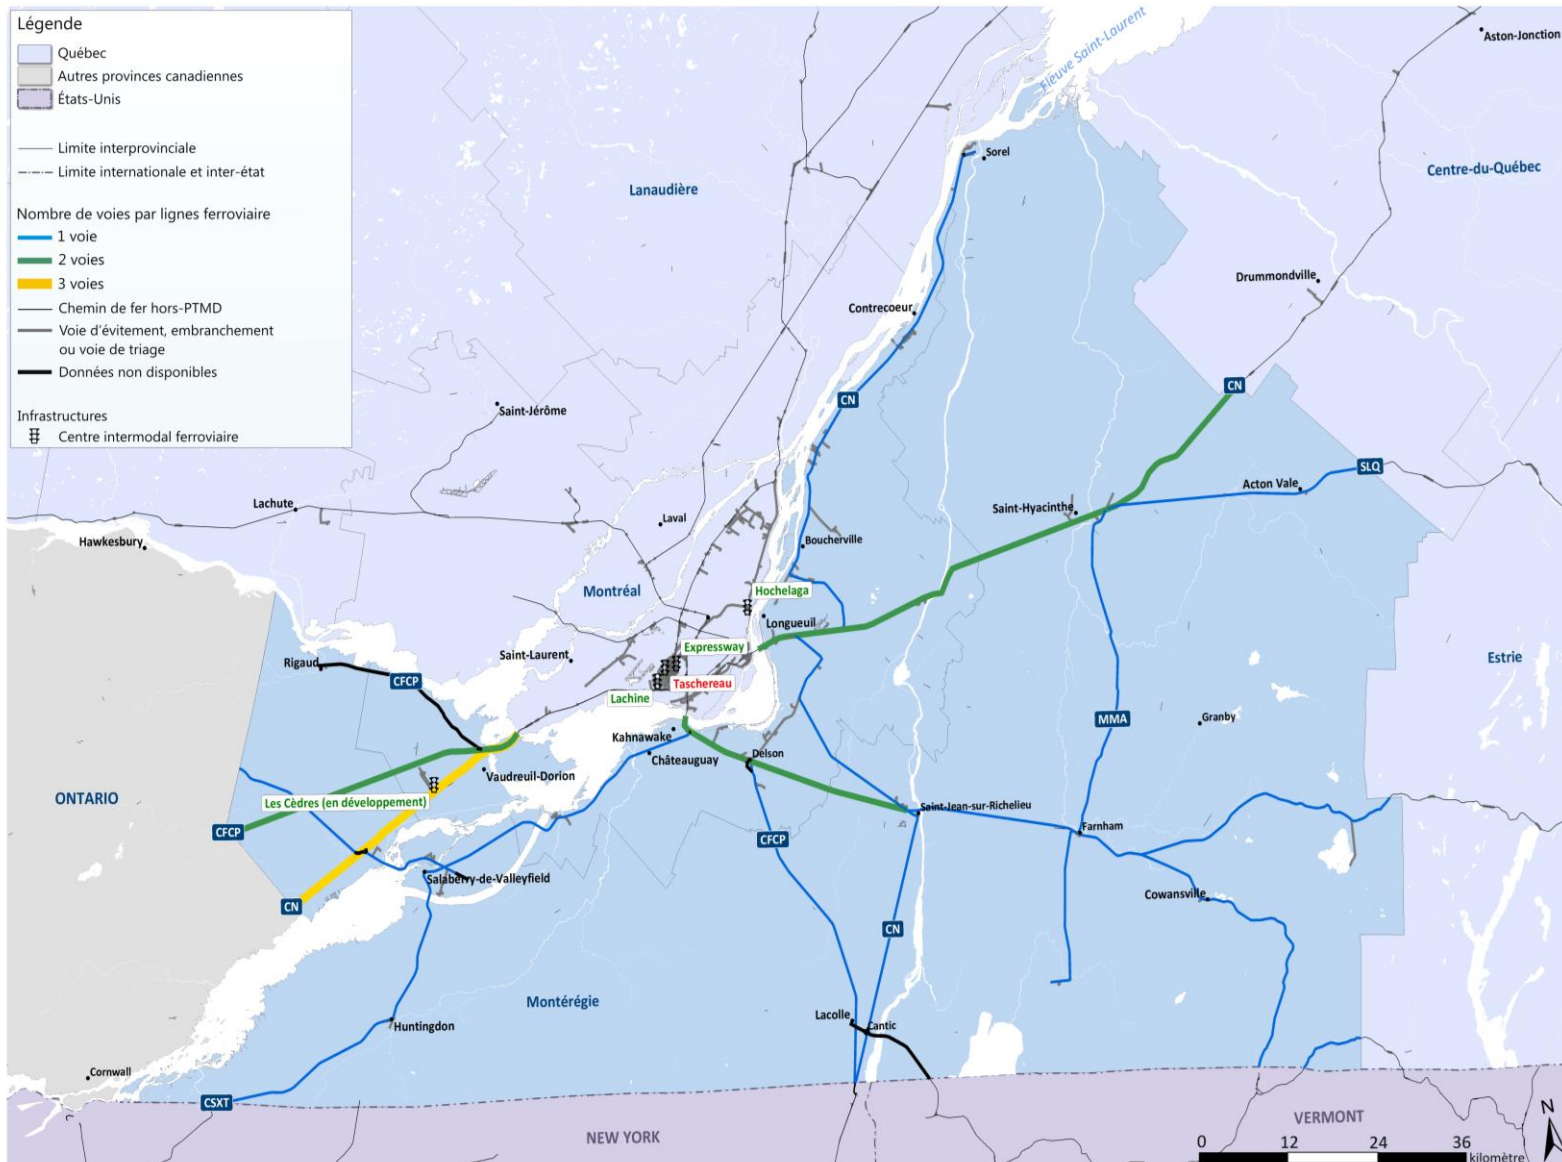 Légende
Québec
Autres provinces canadiennes
États-Unis
Limite interprovinciale
Limite internationale et inter-état
Nombre de voies par lignes ferroviaire
1 voie
2 voies
3 voies
Chemin de fer hors-PTMD
Voie d'évitement, embranchement
ou voie de triage
Données non disponibles
Infrastructures
Centre intermodal ferroviaire
Fleuve Saint-Laurent
Aston-Jonction
Sorel
Centre-du-Québec
Lanaudière
Drummondville
Contrecoeur
CN
CN
Saint-Jérôme
SLQ
Acton Vale
Lachute
Saint-Hyacinthe
Laval
Hawkesbury
Boucherville
Montréal
Hochelaga
Longueuil
Expressway
Saint-Laurent
Estrie
Rigaud
CFCP
Taschereau
Lachine
MMA
Granby
Kahnawake
Châteauguay
Delson
Vaudreuil-Dorion
ONTARIO
Les Cèdres (en développement)
Saint-Jean-sur-Richelieu
CFCP
Farnham
CFCP
Salaberry-de-Valleyfield
Cowansville
CN
CN
Montérégie
Lacolle
Cantic
Huntingdon
Cornwall
CSXT
NEW YORK
VERMONT
N
0 12 24 36
kilomètre